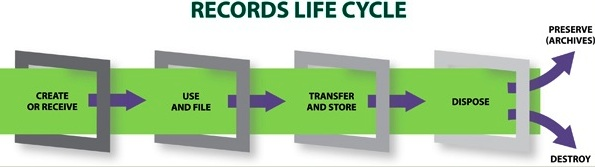 RECORDS LIFE CYCLE
PRESERVE
(ARCHIVES)
CREATE
OR RECEIVE
USE
AND FILE
TRANSFER
AND STORE
DISPOSE
DESTROY